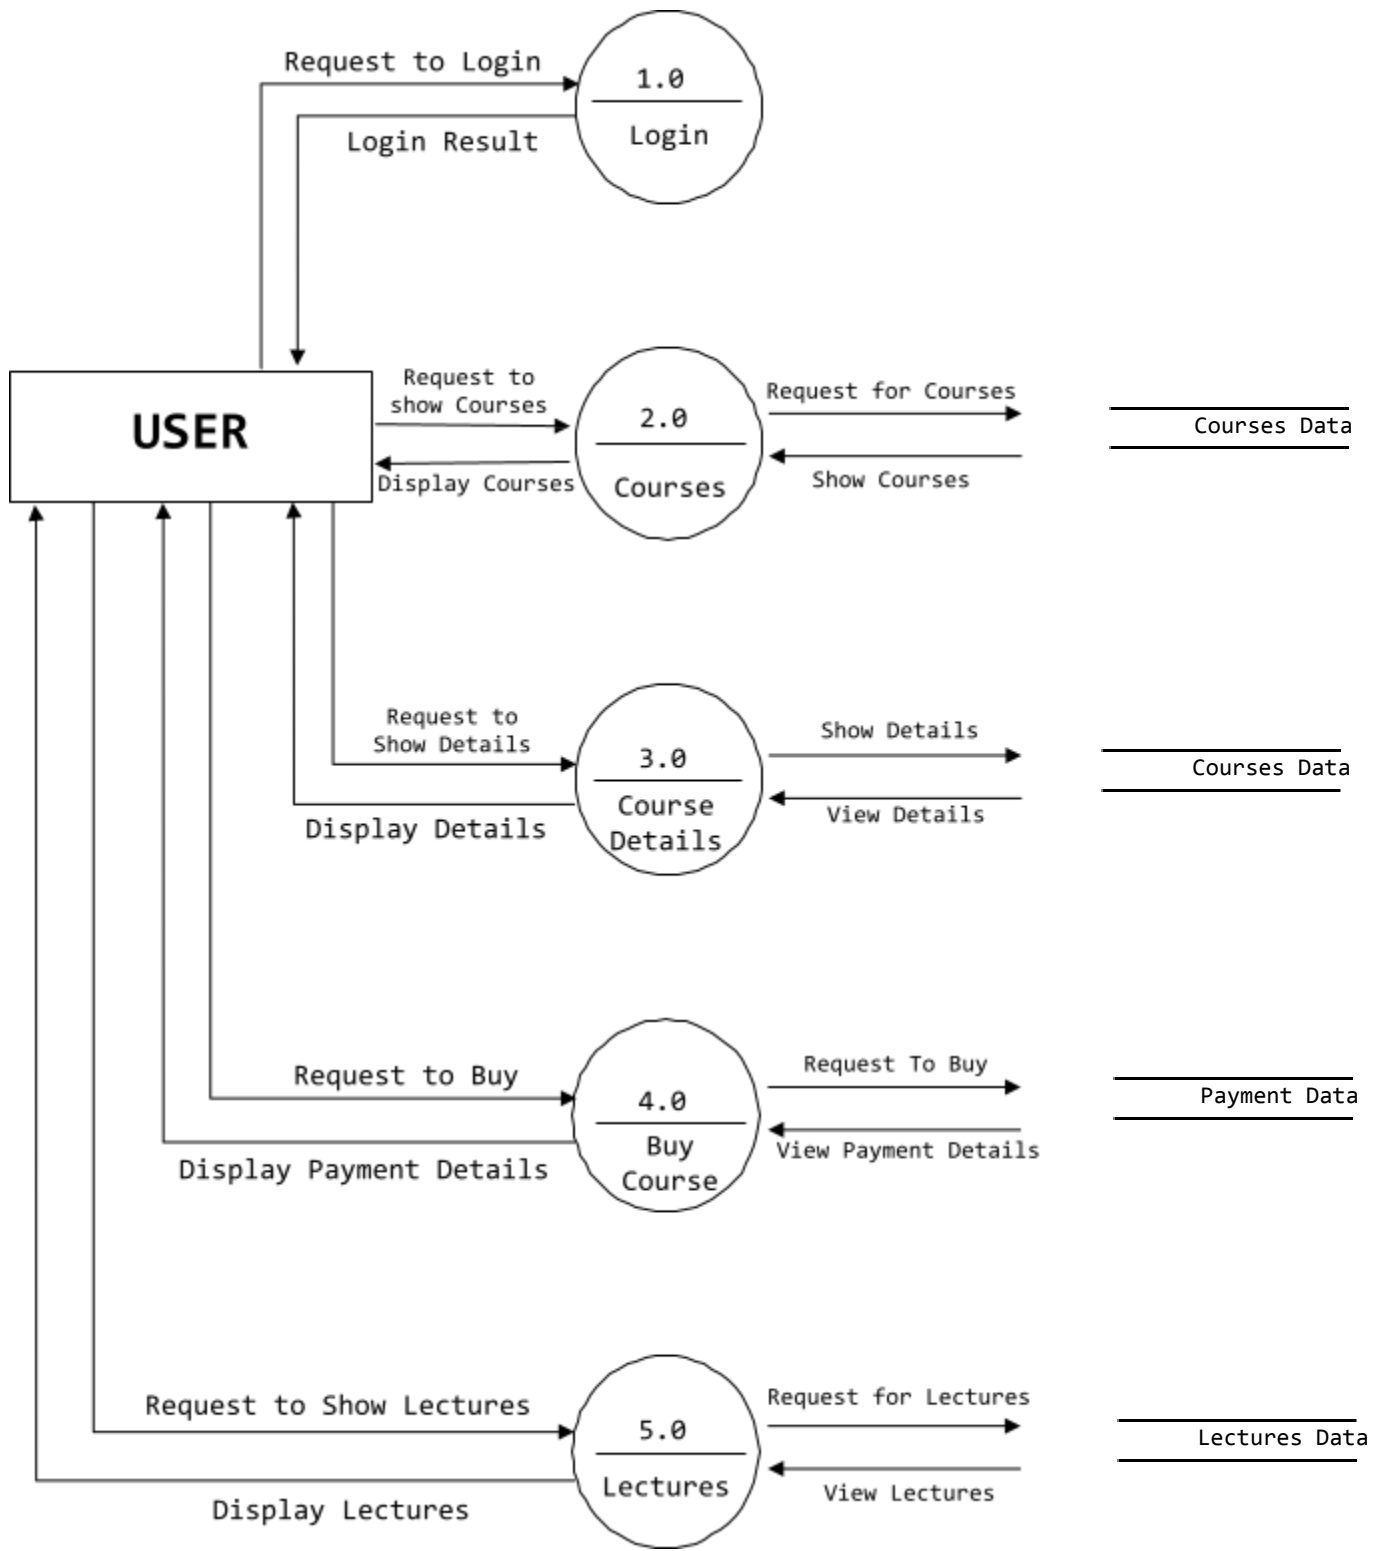 Request to Login
1.0
Login
Login Result
USER
Request to
show Courses
Display Courses
2.0
Courses
Request for Courses
Show Courses
Courses Data
Request to
Show Details
Display Details
3.0
Course
Details
Show Details
View Details
Courses Data
Request to Buy
Display Payment Details
4.0
Buy
Course
Request To Buy
View Payment Details
Payment Data
Request to Show Lectures
Display Lectures
5.0
Lectures
Request for Lectures
View Lectures
Lectures Data